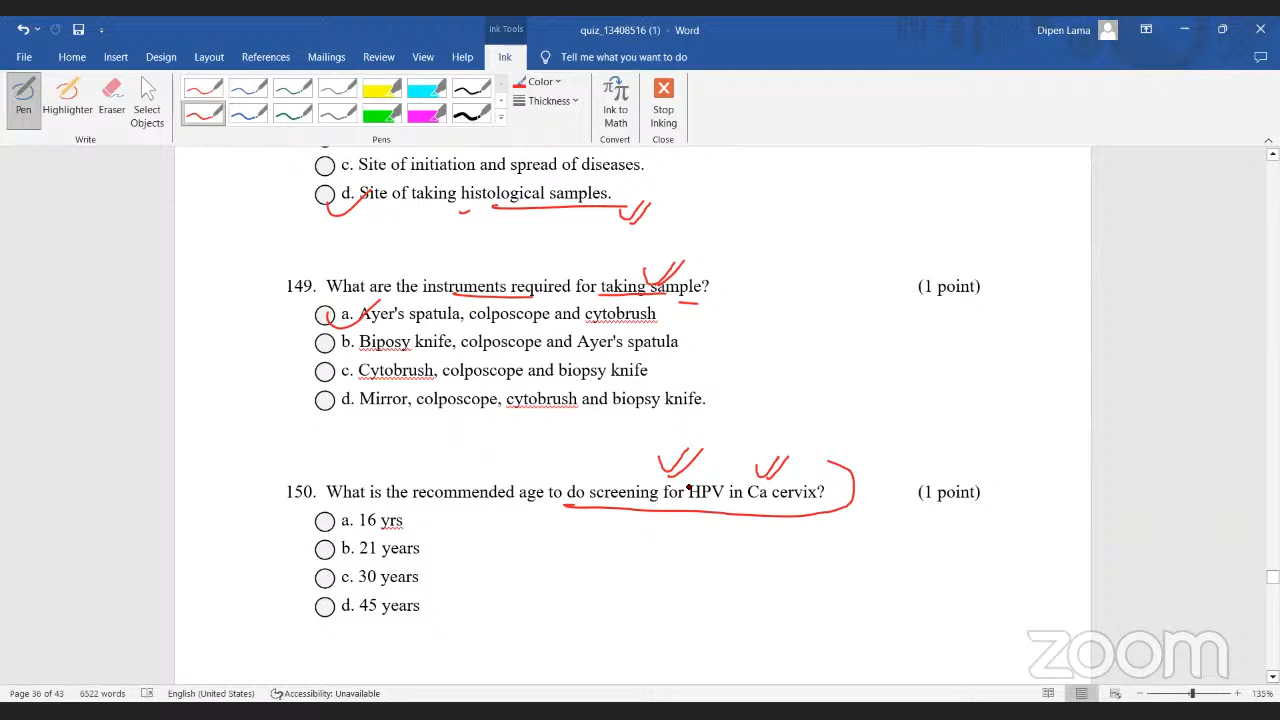 Ink Tools
quiz_13408516 (1) - Word
Dipen Lama
File Home Insert Design Layout References Mailings Review View Help Ink Tell me what you want to do
Pen Highlighter Eraser Select Objects
Color
Thickness
Ink to Math
Stop Inking
Write Pens Convert Close
c. Site of initiation and spread of diseases.
d. Site of taking histological samples.
149. What are the instruments required for taking sample? (1 point)
a. Ayer's spatula, colposcope and cytobrush
b. Biposy knife, colposcope and Ayer's spatula
c. Cytobrush, colposcope and biopsy knife
d. Mirror, colposcope, cytobrush and biopsy knife.
150. What is the recommended age to do screening for HPV in Ca cervix? (1 point)
a. 16 yrs
b. 21 years
c. 30 years
d. 45 years
zoom
Page 36 of 43 6522 words English (United States) Accessibility: Unavailable 135%